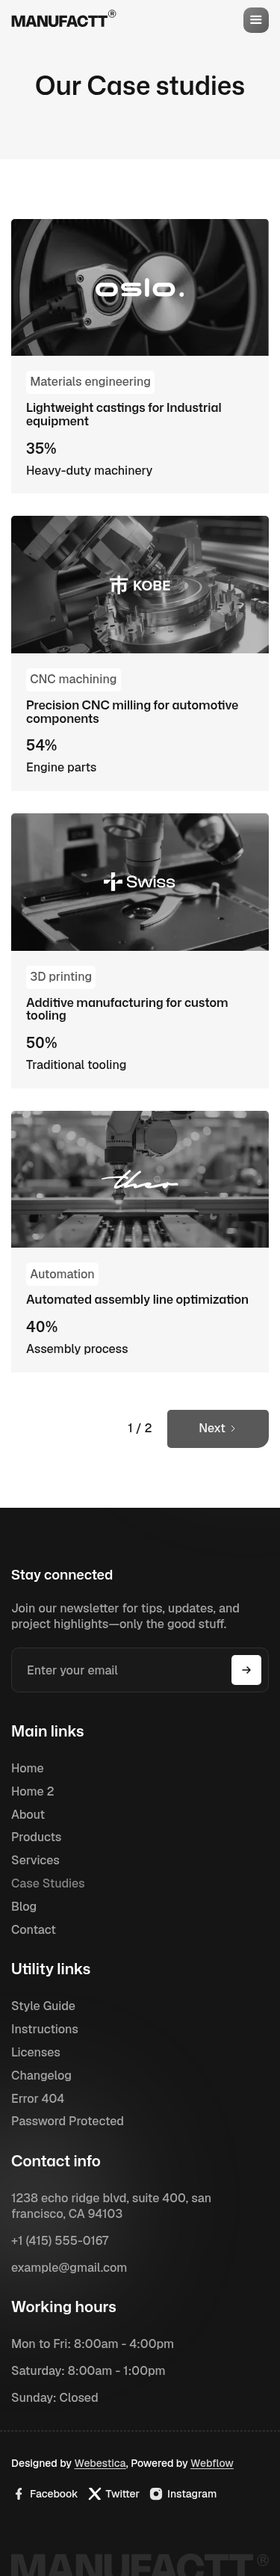 MANUFACTT®
Our Case studies
oslo.
Materials engineering
Lightweight castings for Industrial
equipment
35%
Heavy-duty machinery
市 KOBE
CNC machining
Precision CNC milling for automotive
components
54%
Engine parts
Swiss
3D printing
Additive manufacturing for custom
tooling
50%
Traditional tooling
theo
Automation
Automated assembly line optimization
40%
Assembly process
1 / 2
Next >
Stay connected
Join our newsletter for tips, updates, and
project highlights—only the good stuff.
Enter your email
Main links
Home
Home 2
About
Products
Services
Case Studies
Blog
Contact
Utility links
Style Guide
Instructions
Licenses
Changelog
Error 404
Password Protected
Contact info
1238 echo ridge blvd, suite 400, san
francisco, CA 94103
+1 (415) 555-0167
example@gmail.com
Working hours
Mon to Fri: 8:00am - 4:00pm
Saturday: 8:00am - 1:00pm
Sunday: Closed
Designed by Webestica, Powered by Webflow
Facebook
Twitter
Instagram
MANUFACTT®